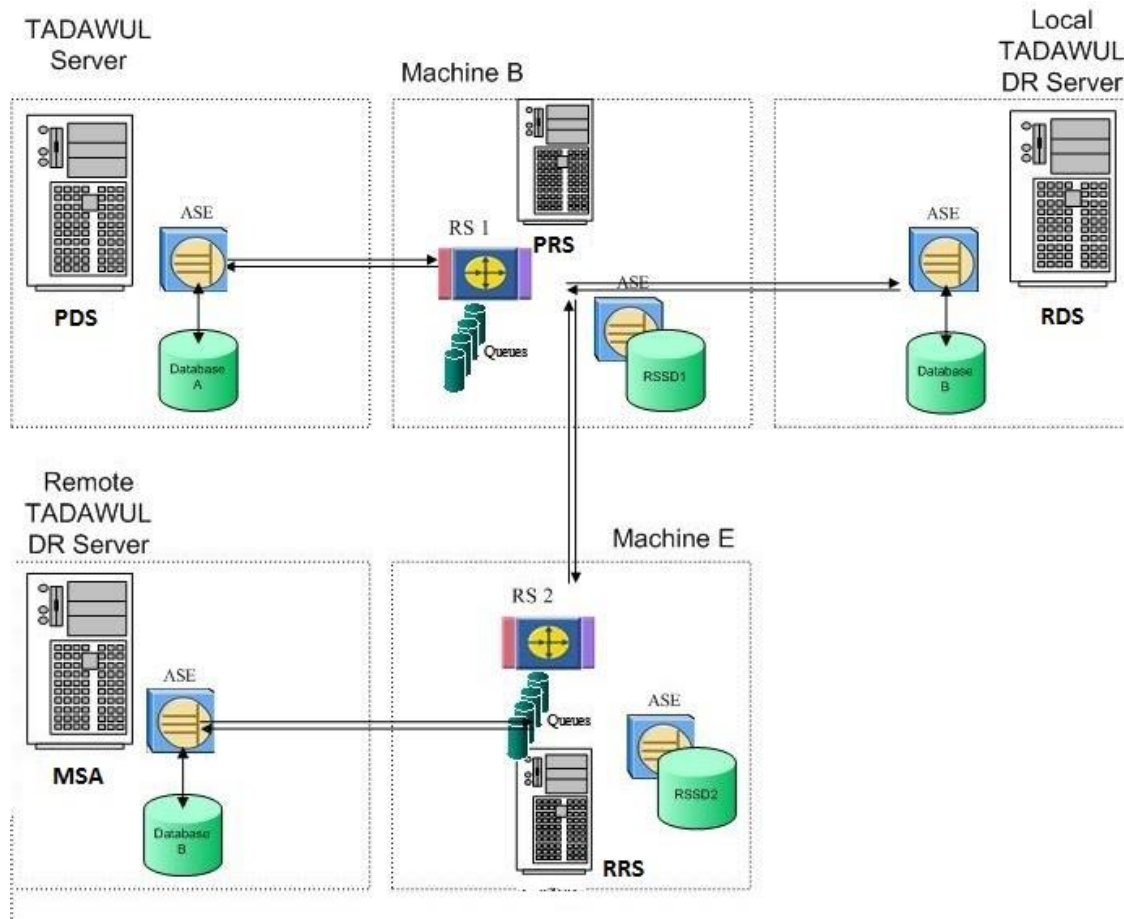 TADAWUL
Server
Machine B
Local
TADAWUL
DR Server
ASE
RS 1
PRS
ASE
ASE
PDS
RDS
Queues
Database
A
RSSD1
Database
B
Remote
TADAWUL
DR Server
Machine E
RS 2
ASE
ASE
Queues
MSA
RSSD2
Database
B
RRS